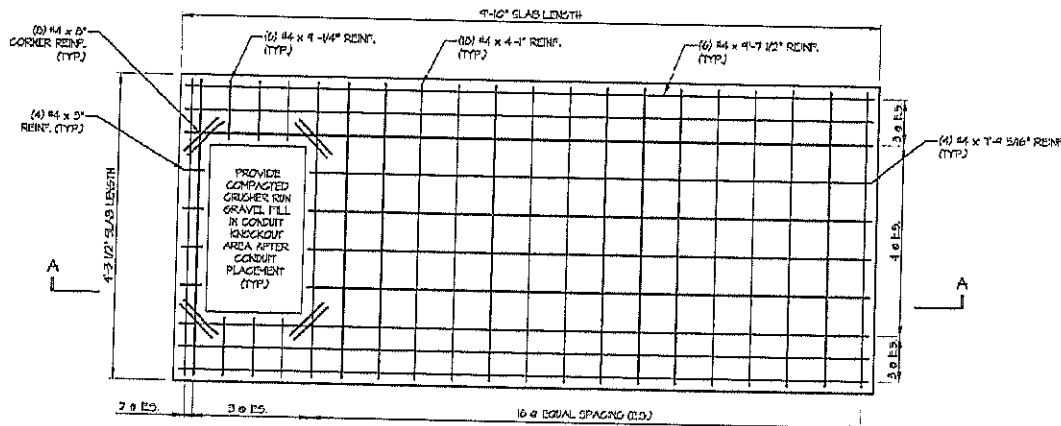 9'-10" SLAB LENGTH
(8) #4 x 8"
CORNER REINF.
(TYP.)
(6) #4 x 9 -1/4" REINF.
(TYP.)
(18) #4 x 4'-1" REINF.
(TYP.)
(6) #4 x 9'-7 1/2" REINF.
(TYP.)
(4) #4 x 5"
REINF. (TYP.)
3 @ E.S.
(4) #4 x 7'-9 5/16" REINF.
(TYP.)
4'-3 1/2" SLAB LENGTH
PROVIDE
COMPACTED
CRUSHER RUN
GRAVEL FILL
IN CONDUIT
KNOCKOUT
AREA AFTER
CONDUIT
PLACEMENT
(TYP.)
4 @ E.S.
A
A
3 @ E.S.
2 @ E.S.
3 @ E.S.
16 @ EQUAL SPACING (E.S.)